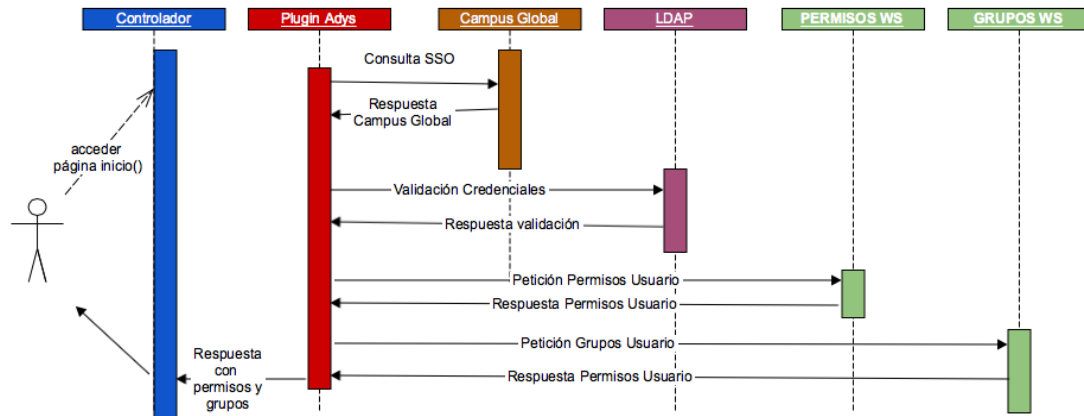 Controlador
Plugin Adys
Campus Global
LDAP
PERMISOS WS
GRUPOS WS
Consulta SSO
Respuesta
Campus Global
acceder
página inicio()
Validación Credenciales
Respuesta validación
Petición Permisos Usuario
Respuesta Permisos Usuario
Petición Grupos Usuario
Respuesta
con
permisos y
grupos
Respuesta Permisos Usuario